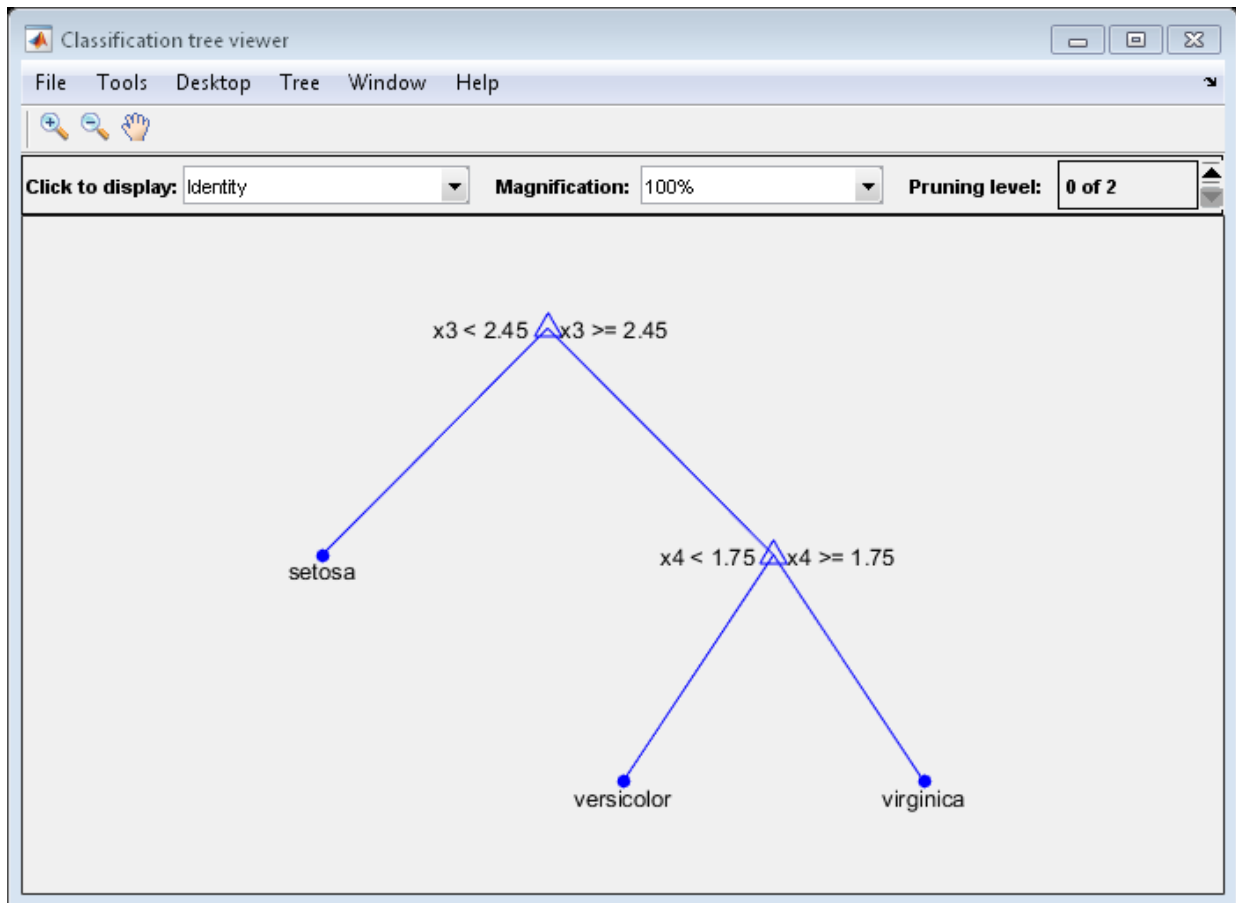 Classification tree viewer
File Tools Desktop Tree Window Help
Click to display: Identity Magnification: 100% Pruning level: 0 of 2
x3 < 2.45 x3 >= 2.45
setosa
x4 < 1.75 x4 >= 1.75
versicolor virginica